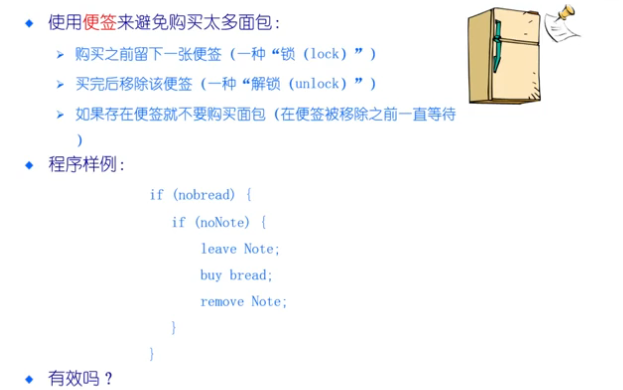 使用便签来避免购买太多面包：
购买之前留下一张便签（一种“锁（lock）”）
买完后移除该便签（一种“解锁（unlock）”）
如果存在便签就不要购买面包（在便签被移除之前一直等待
）
程序样例：
if (nobread) {
if (noNote) {
leave Note;
buy bread;
remove Note;
}
}
有效吗？